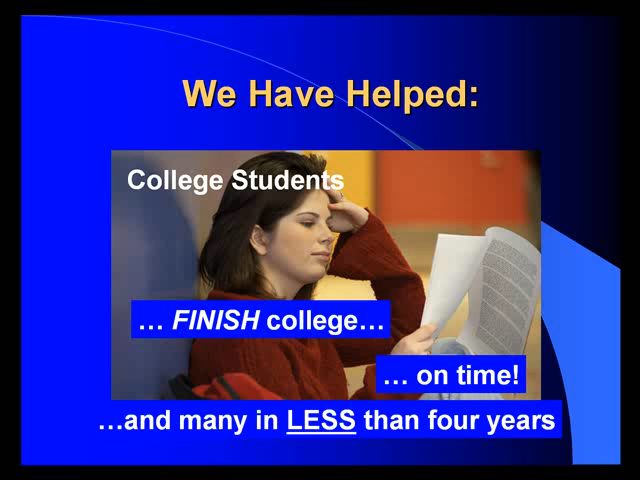 We Have Helped:
College Students
… FINISH college…
… on time!
…and many in LESS than four years